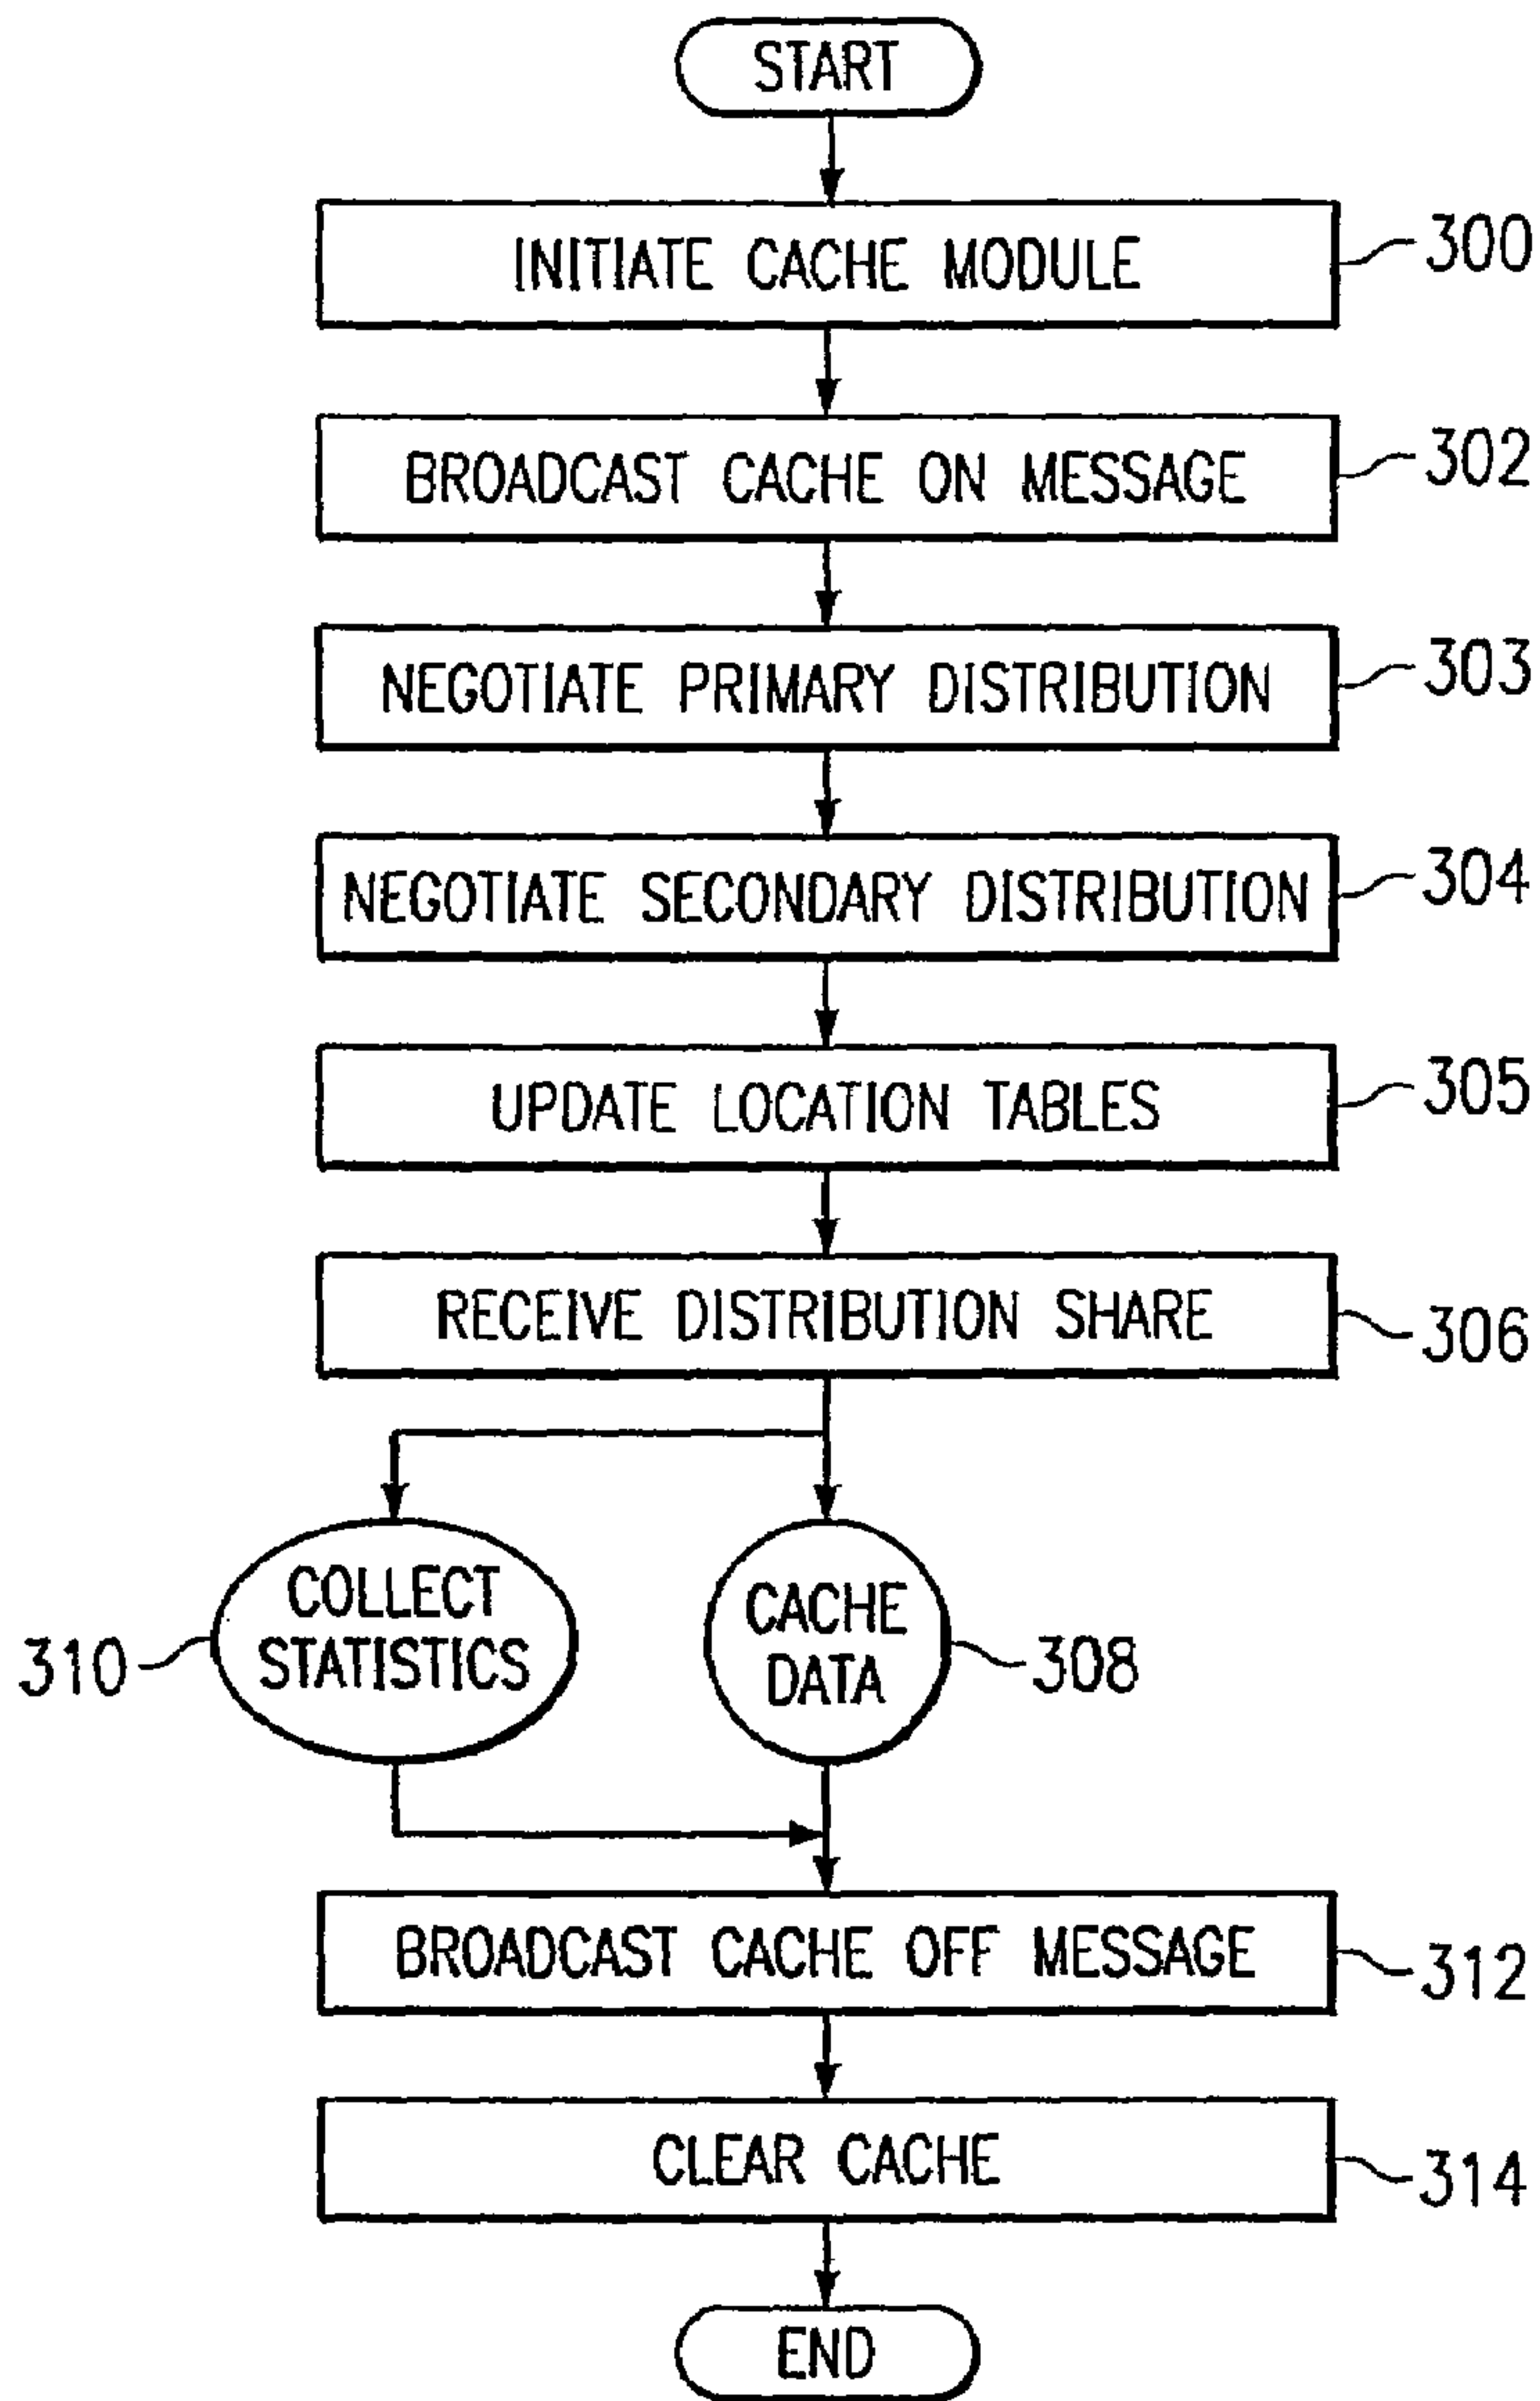 START
INITIATE CACHE MODULE
300
BROADCAST CACHE ON MESSAGE
302
NEGOTIATE PRIMARY DISTRIBUTION
303
NEGOTIATE SECONDARY DISTRIBUTION
304
UPDATE LOCATION TABLES
305
RECEIVE DISTRIBUTION SHARE
306
COLLECT
STATISTICS
310
CACHE
DATA
308
BROADCAST CACHE OFF MESSAGE
312
CLEAR CACHE
314
END